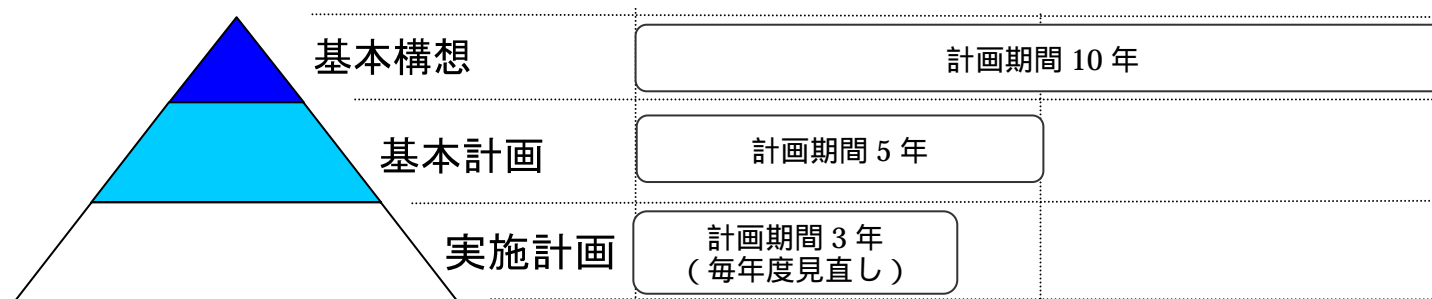 基本構想
計画期間 10 年
基本計画
計画期間 5 年
実施計画
計画期間 3 年
( 毎年度見直し )